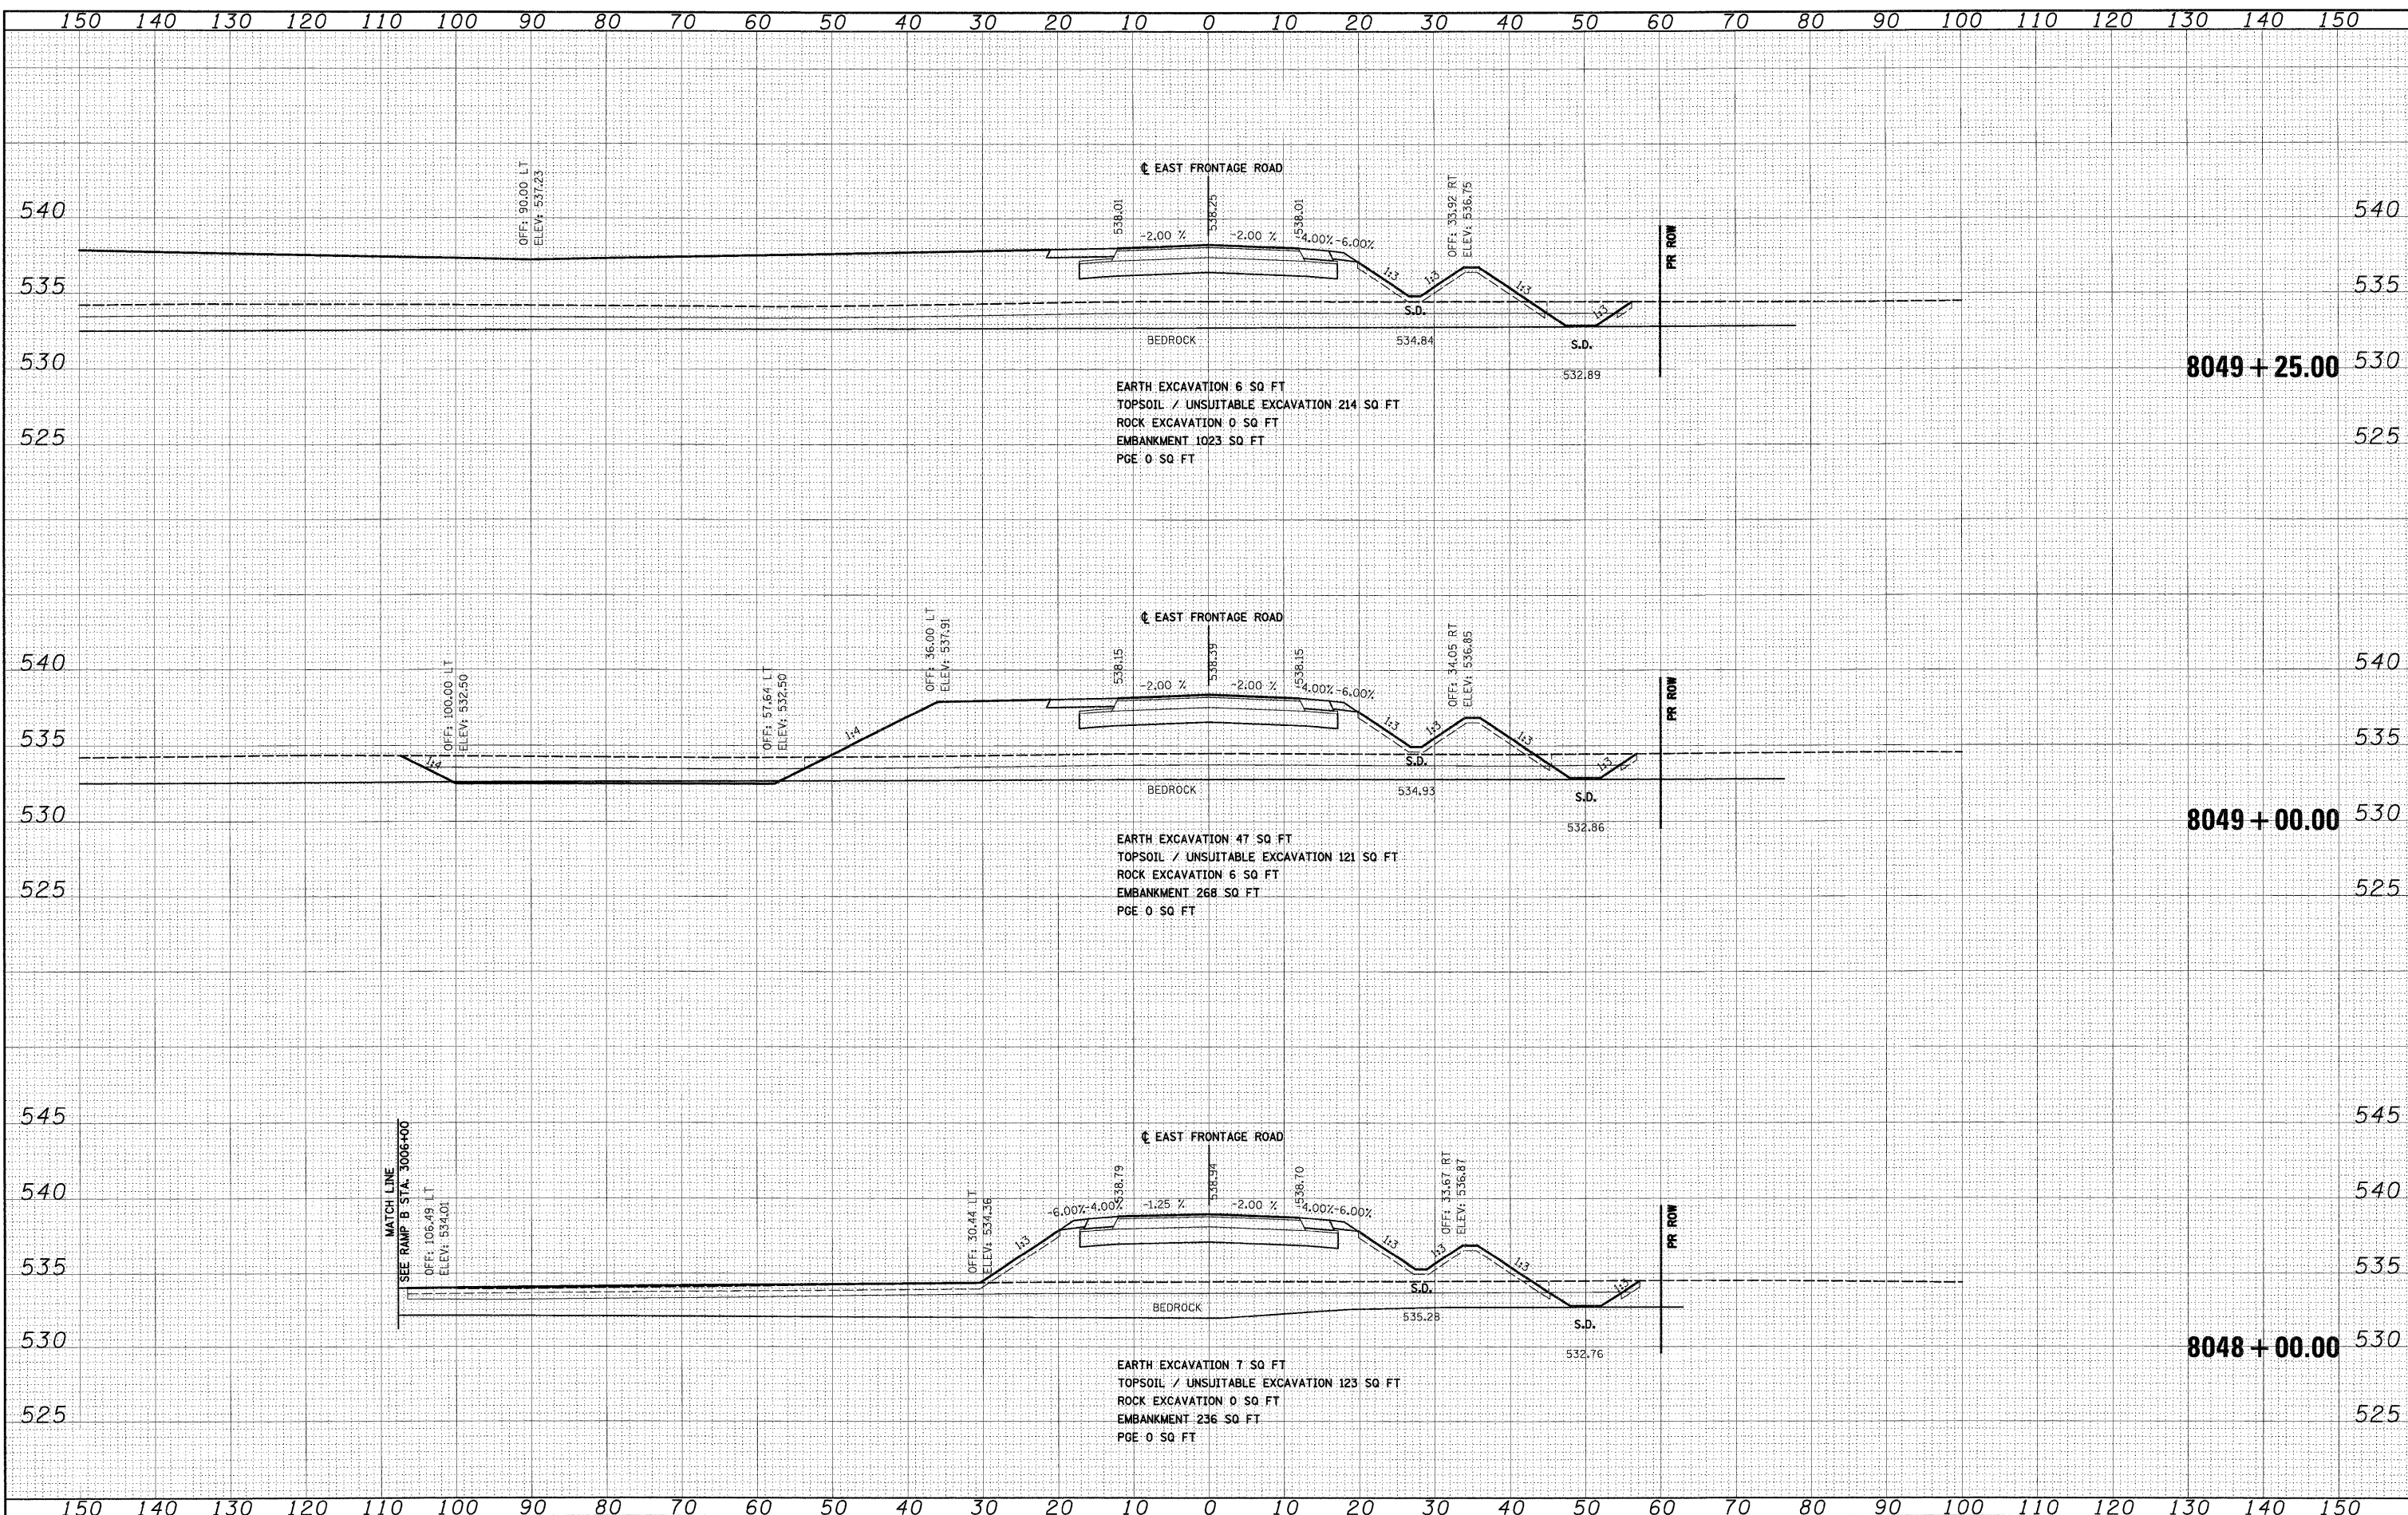 150 140 130 120 110 100 90 80 70 60 50 40 30 20 10 0 10 20 30 40 50 60 70 80 90 100 110 120 130 140 150
OFF: 90.00 LT
ELEV: 537.23
℄ EAST FRONTAGE ROAD
538.01
538.25
538.01
OFF: 33.92 RT
ELEV: 536.75
PR ROW
540 540
-2.00 % -2.00 % -4.00% -6.00%
1:3 1:3 1:3 1:3
535 535
S.D.
BEDROCK 534.84 S.D.
530 532.89 8049 + 25.00 530
EARTH EXCAVATION 6 SQ FT
TOPSOIL / UNSUITABLE EXCAVATION 214 SQ FT
ROCK EXCAVATION 0 SQ FT
EMBANKMENT 1023 SQ FT
PGE 0 SQ FT
525 525
OFF: 100.00 LT
ELEV: 532.50
OFF: 57.64 LT
ELEV: 532.50
OFF: 36.00 LT
ELEV: 537.91
℄ EAST FRONTAGE ROAD
538.15
538.39
538.15
OFF: 34.05 RT
ELEV: 536.85
PR ROW
540 540
-2.00 % -2.00 % -4.00% -6.00%
1:4 1:4 1:3 1:3 1:3 1:3
535 535
S.D.
BEDROCK 534.93 S.D.
530 532.86 8049 + 00.00 530
EARTH EXCAVATION 47 SQ FT
TOPSOIL / UNSUITABLE EXCAVATION 121 SQ FT
ROCK EXCAVATION 6 SQ FT
EMBANKMENT 268 SQ FT
PGE 0 SQ FT
525 525
545 545
MATCH LINE
SEE RAMP B STA. 3006+00
OFF: 106.49 LT
ELEV: 534.01
OFF: 30.44 LT
ELEV: 534.36
℄ EAST FRONTAGE ROAD
538.79
538.94
538.70
OFF: 33.67 RT
ELEV: 536.87
PR ROW
540 540
-6.00% -4.00% -1.25 % -2.00 % -4.00% -6.00%
1:3 1:3 1:3 1:3 1:3
535 535
S.D.
BEDROCK 535.28 S.D.
530 532.76 8048 + 00.00 530
EARTH EXCAVATION 7 SQ FT
TOPSOIL / UNSUITABLE EXCAVATION 123 SQ FT
ROCK EXCAVATION 0 SQ FT
EMBANKMENT 236 SQ FT
PGE 0 SQ FT
525 525
150 140 130 120 110 100 90 80 70 60 50 40 30 20 10 0 10 20 30 40 50 60 70 80 90 100 110 120 130 140 150